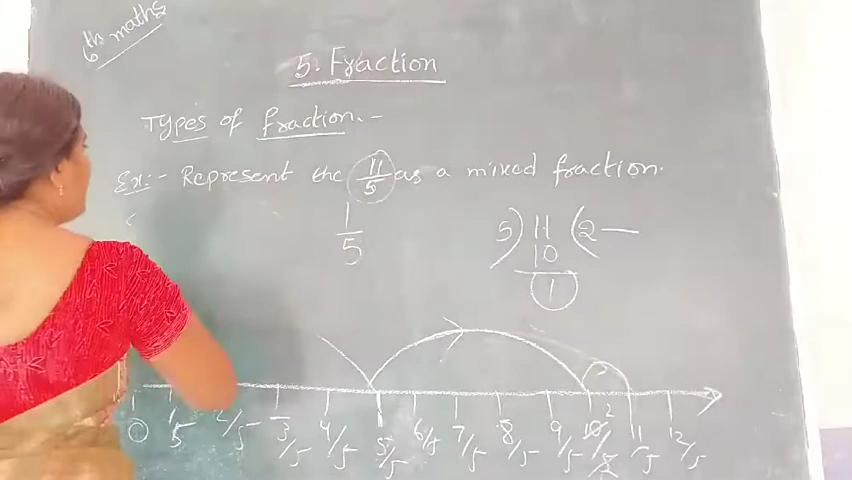 6th maths
5. Fraction
Types of fraction.-
Ex:- Represent the 11/5 as a mixed fraction.
1/5
5)11(2
10
1
0 1/5 2/5 3/5 4/5 5/5 6/5 7/5 8/5 9/5 10/5 2 11/5 12/5